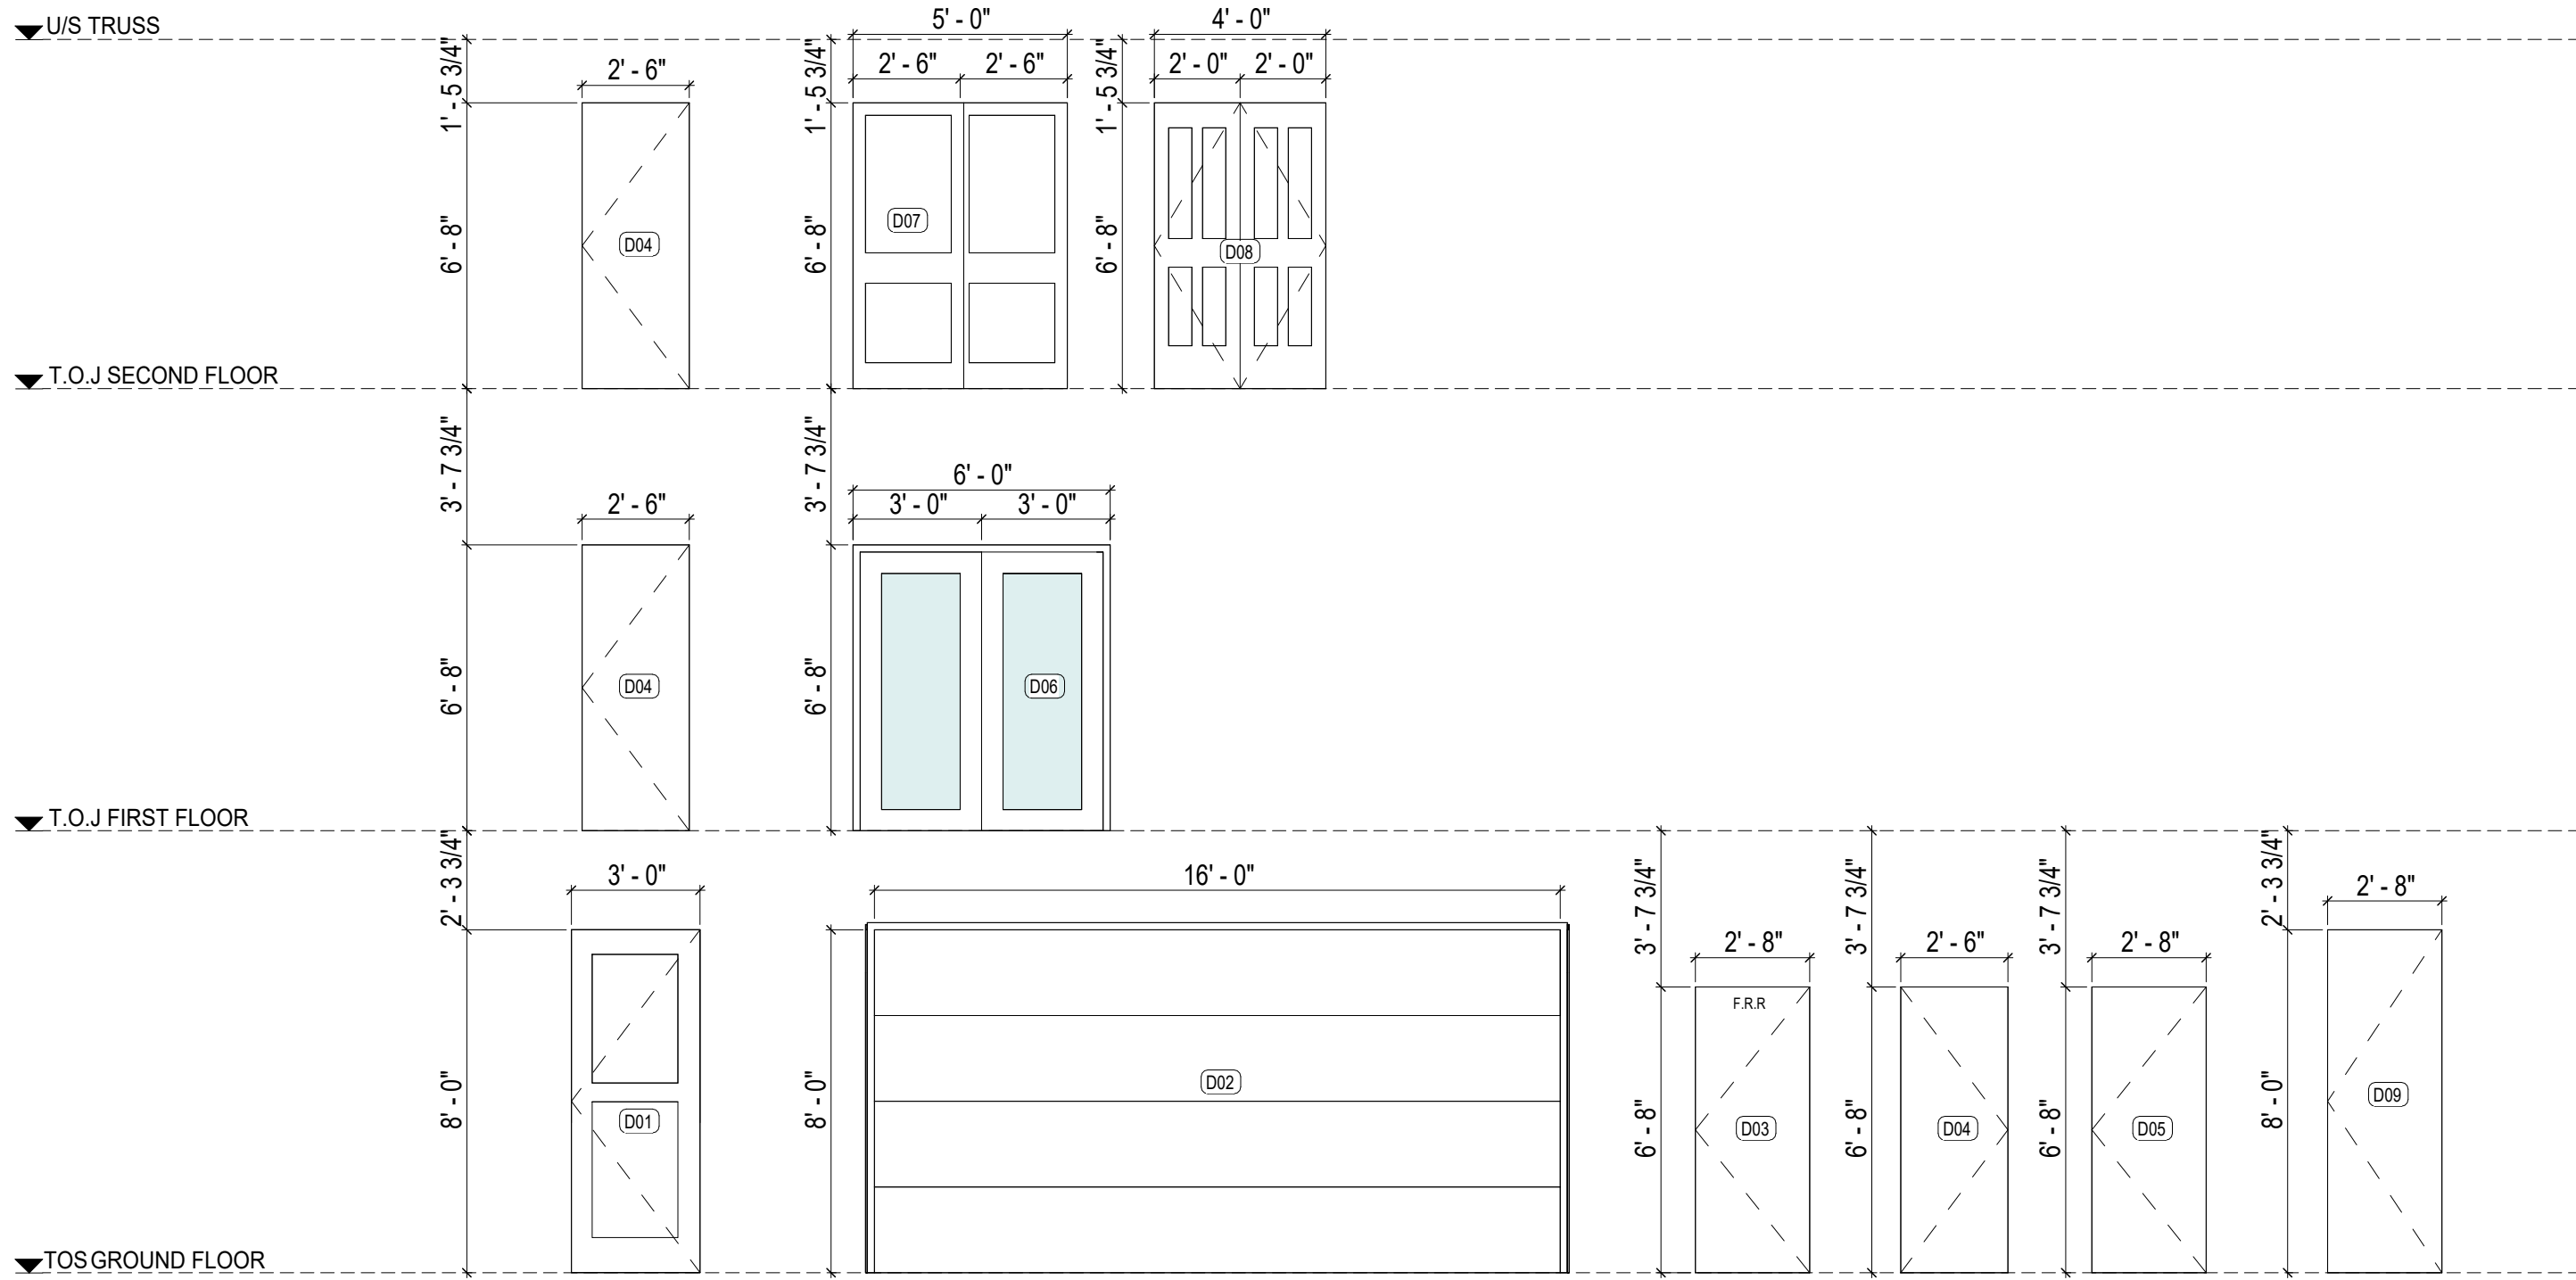 U/S TRUSS
5' - 0"
4' - 0"
2' - 6"
2' - 6"
2' - 6"
2' - 0"
2' - 0"
1' - 5 3/4"
1' - 5 3/4"
1' - 5 3/4"
6' - 8"
D04
6' - 8"
D07
6' - 8"
D08
T.O.J SECOND FLOOR
3' - 7 3/4"
3' - 7 3/4"
6' - 0"
2' - 6"
3' - 0"
3' - 0"
6' - 8"
D04
6' - 8"
D06
T.O.J FIRST FLOOR
2' - 3 3/4"
3' - 0"
16' - 0"
3' - 7 3/4"
3' - 7 3/4"
3' - 7 3/4"
2' - 3 3/4"
2' - 8"
2' - 8"
2' - 6"
2' - 8"
F.R.R
8' - 0"
D01
8' - 0"
D02
6' - 8"
D03
6' - 8"
D04
6' - 8"
D05
8' - 0"
D09
TOS GROUND FLOOR